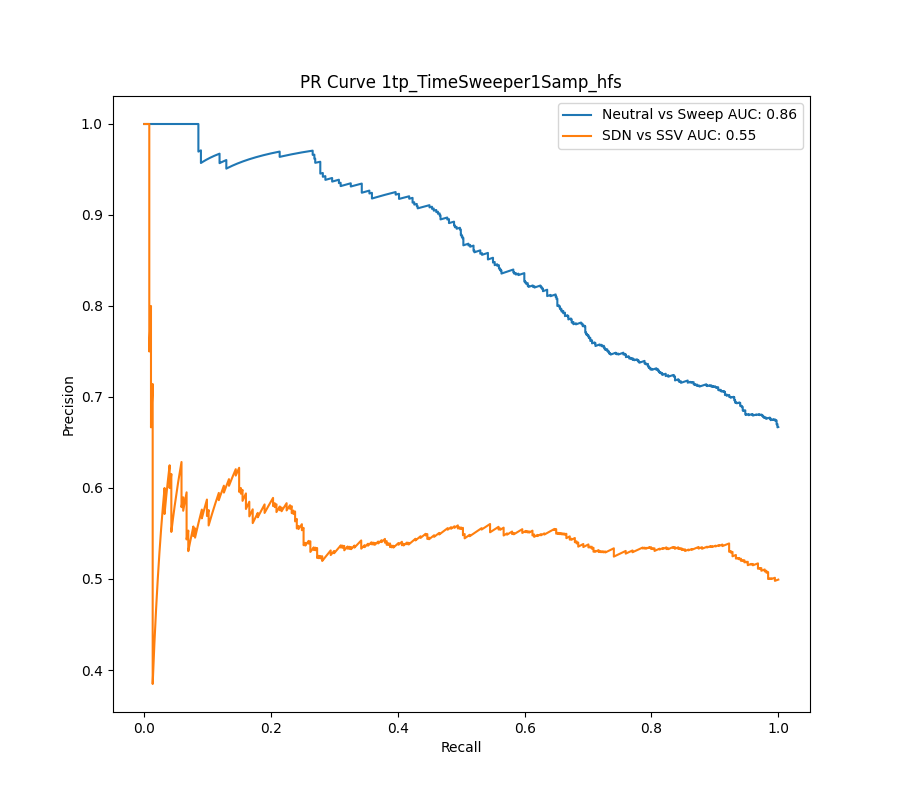 PR Curve 1tp_TimeSweeper1Samp_hfs
Neutral vs Sweep AUC: 0.86
SDN vs SSV AUC: 0.55
1.0
0.9
0.8
0.7
0.6
0.5
0.4
Precision
0.0 0.2 0.4 0.6 0.8 1.0
Recall